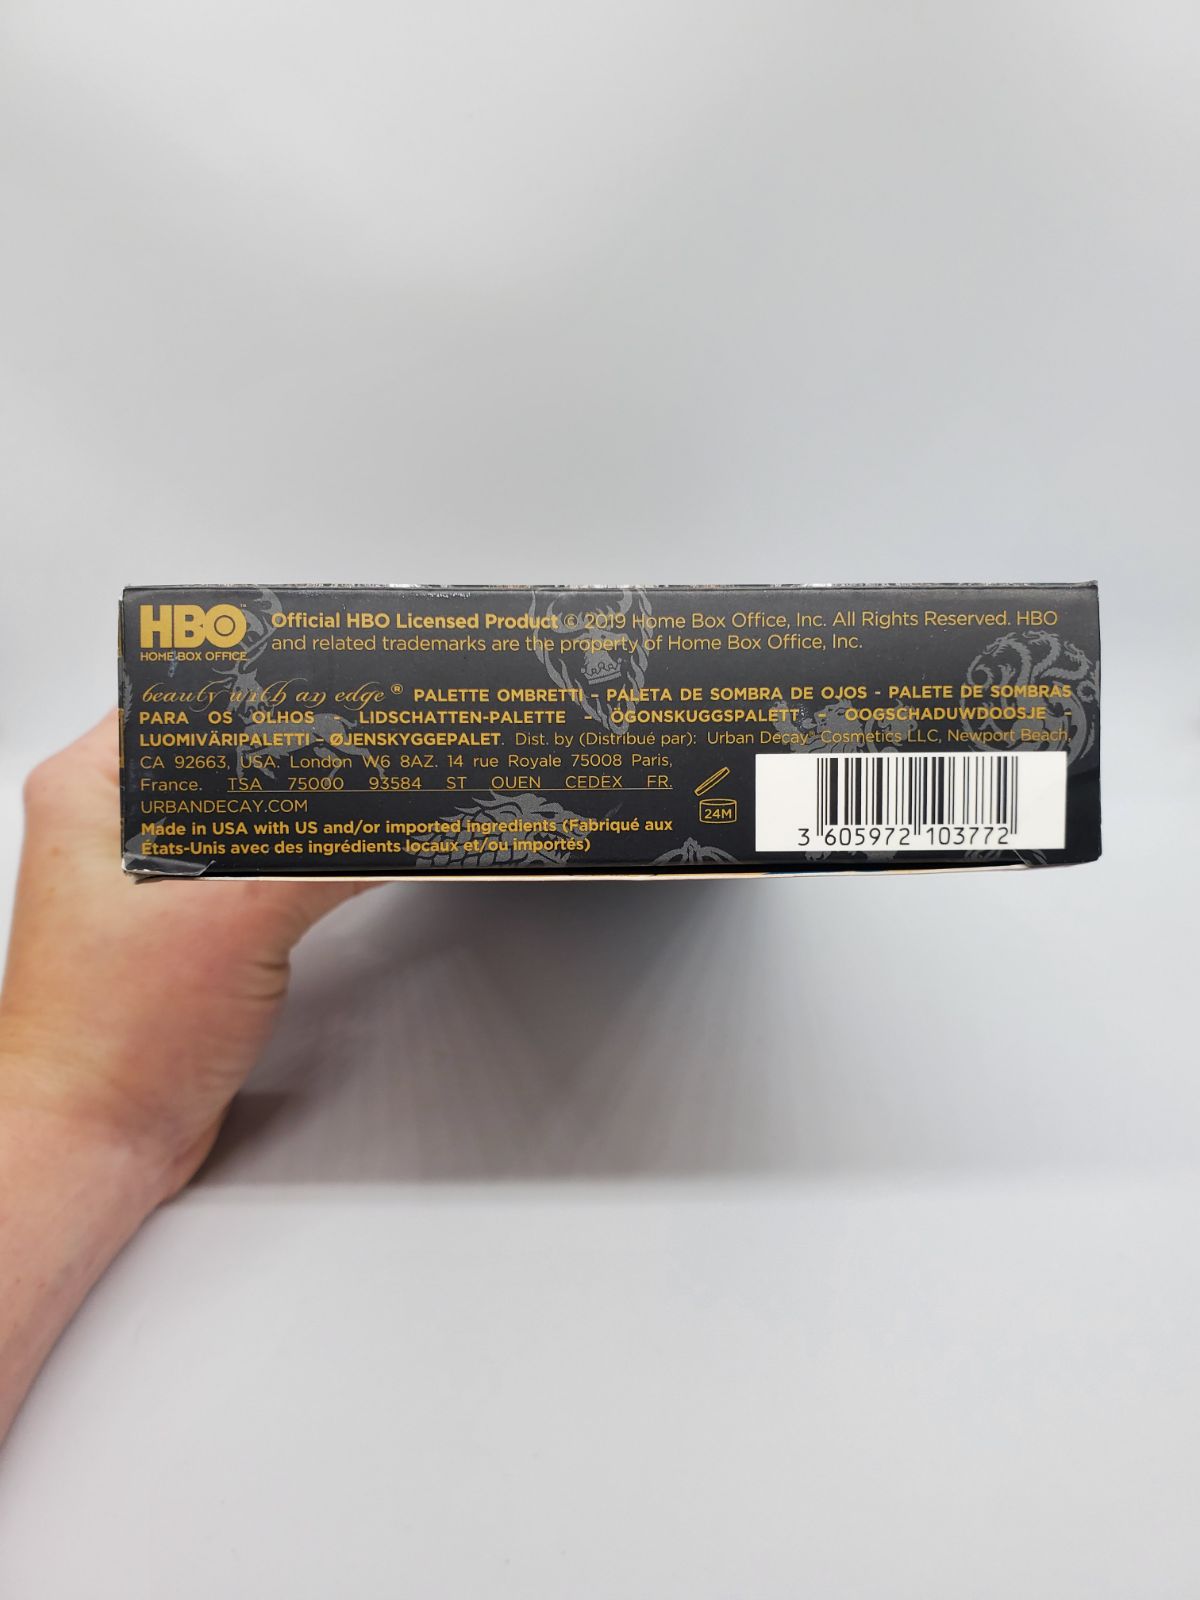 HBO™
HOME BOX OFFICE
Official HBO Licensed Product © 2019 Home Box Office, Inc. All Rights Reserved. HBO
and related trademarks are the property of Home Box Office, Inc.
beauty with an edge® PALETTE OMBRETTI - PALETA DE SOMBRA DE OJOS - PALETE DE SOMBRAS
PARA OS OLHOS LIDSCHATTEN-PALETTE - ÖGONSKUGGSPALETT - OOGSCHADUWDOOSJE -
LUOMIVÄRIPALETTI - ØJENSKYGGEPALET. Dist. by (Distribué par): Urban Decay® Cosmetics LLC, Newport Beach,
CA 92663, USA. London W6 8AZ. 14 rue Royale 75008 Paris,
France. TSA 75000 93584 ST OUEN CEDEX FR.
URBANDECAY.COM
Made in USA with US and/or imported ingredients (Fabriqué aux
États-Unis avec des ingrédients locaux et/ou importés)
24M
3 605972 103772